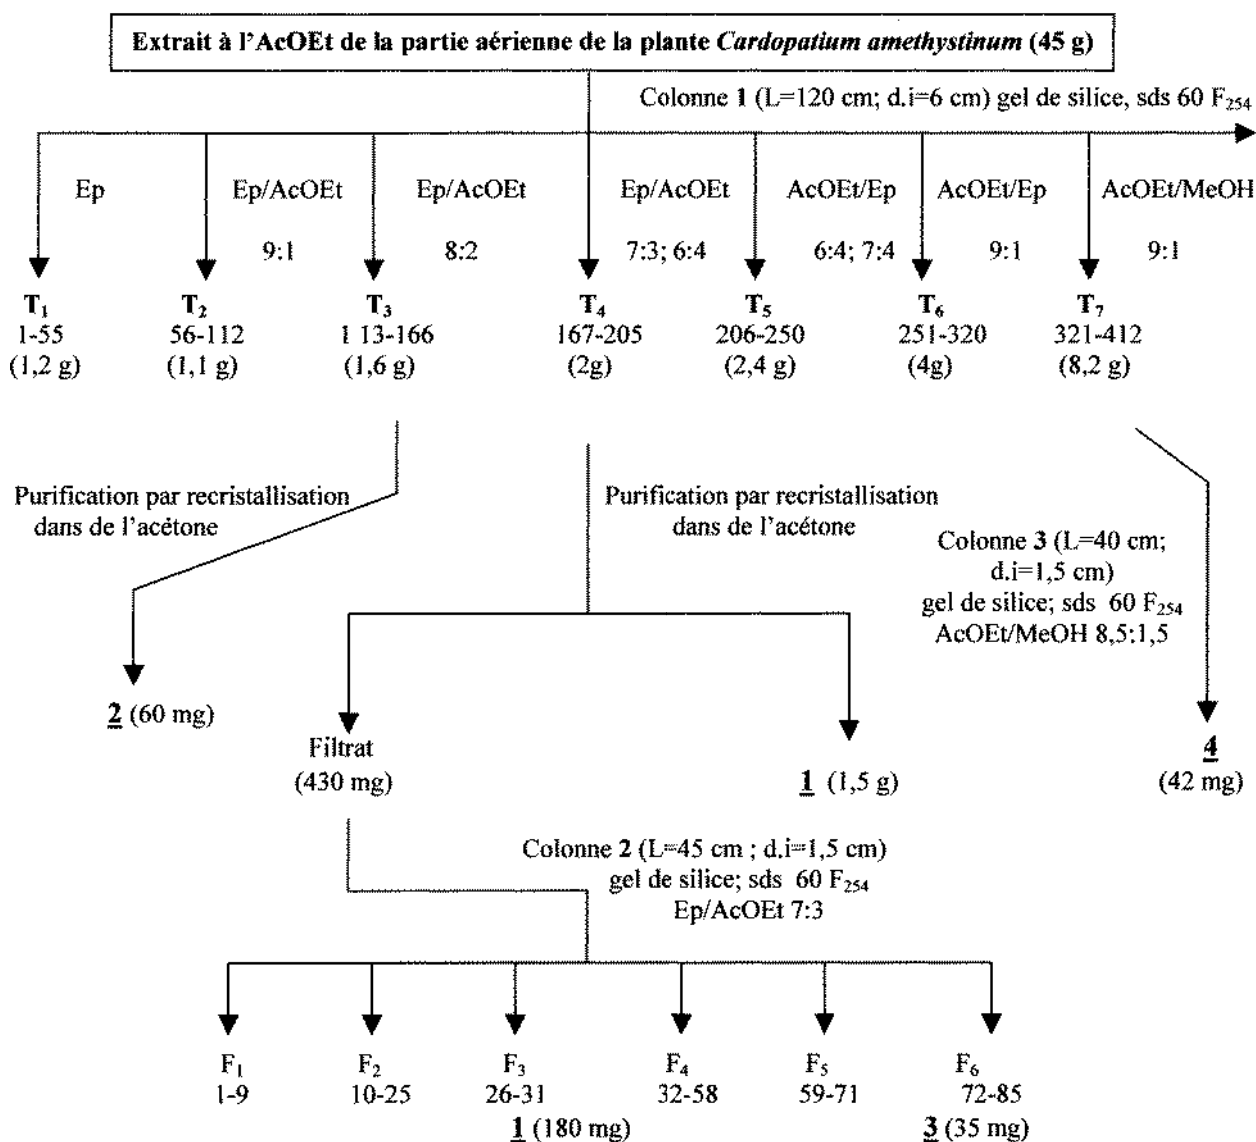 Extrait à l'AcOEt de la partie aérienne de la plante Cardopatium amethystinum (45 g)
Colonne 1 (L=120 cm; d.i=6 cm) gel de silice, sds 60 F254
Ep Ep/AcOEt Ep/AcOEt Ep/AcOEt AcOEt/Ep AcOEt/Ep AcOEt/MeOH
9:1 8:2 7:3; 6:4 6:4; 7:4 9:1 9:1
T1 T2 T3 T4 T5 T6 T7
1-55 56-112 1 13-166 167-205 206-250 251-320 321-412
(1,2 g) (1,1 g) (1,6 g) (2g) (2,4 g) (4g) (8,2 g)
Purification par recristallisation
dans de l'acétone
Purification par recristallisation
dans de l'acétone
Colonne 3 (L=40 cm;
d.i=1,5 cm)
gel de silice; sds 60 F254
AcOEt/MeOH 8,5:1,5
2 (60 mg)
Filtrat
(430 mg)
1 (1,5 g)
4
(42 mg)
Colonne 2 (L=45 cm ; d.i=1,5 cm)
gel de silice; sds 60 F254
Ep/AcOEt 7:3
F1 F2 F3 F4 F5 F6
1-9 10-25 26-31 32-58 59-71 72-85
1 (180 mg) 3 (35 mg)